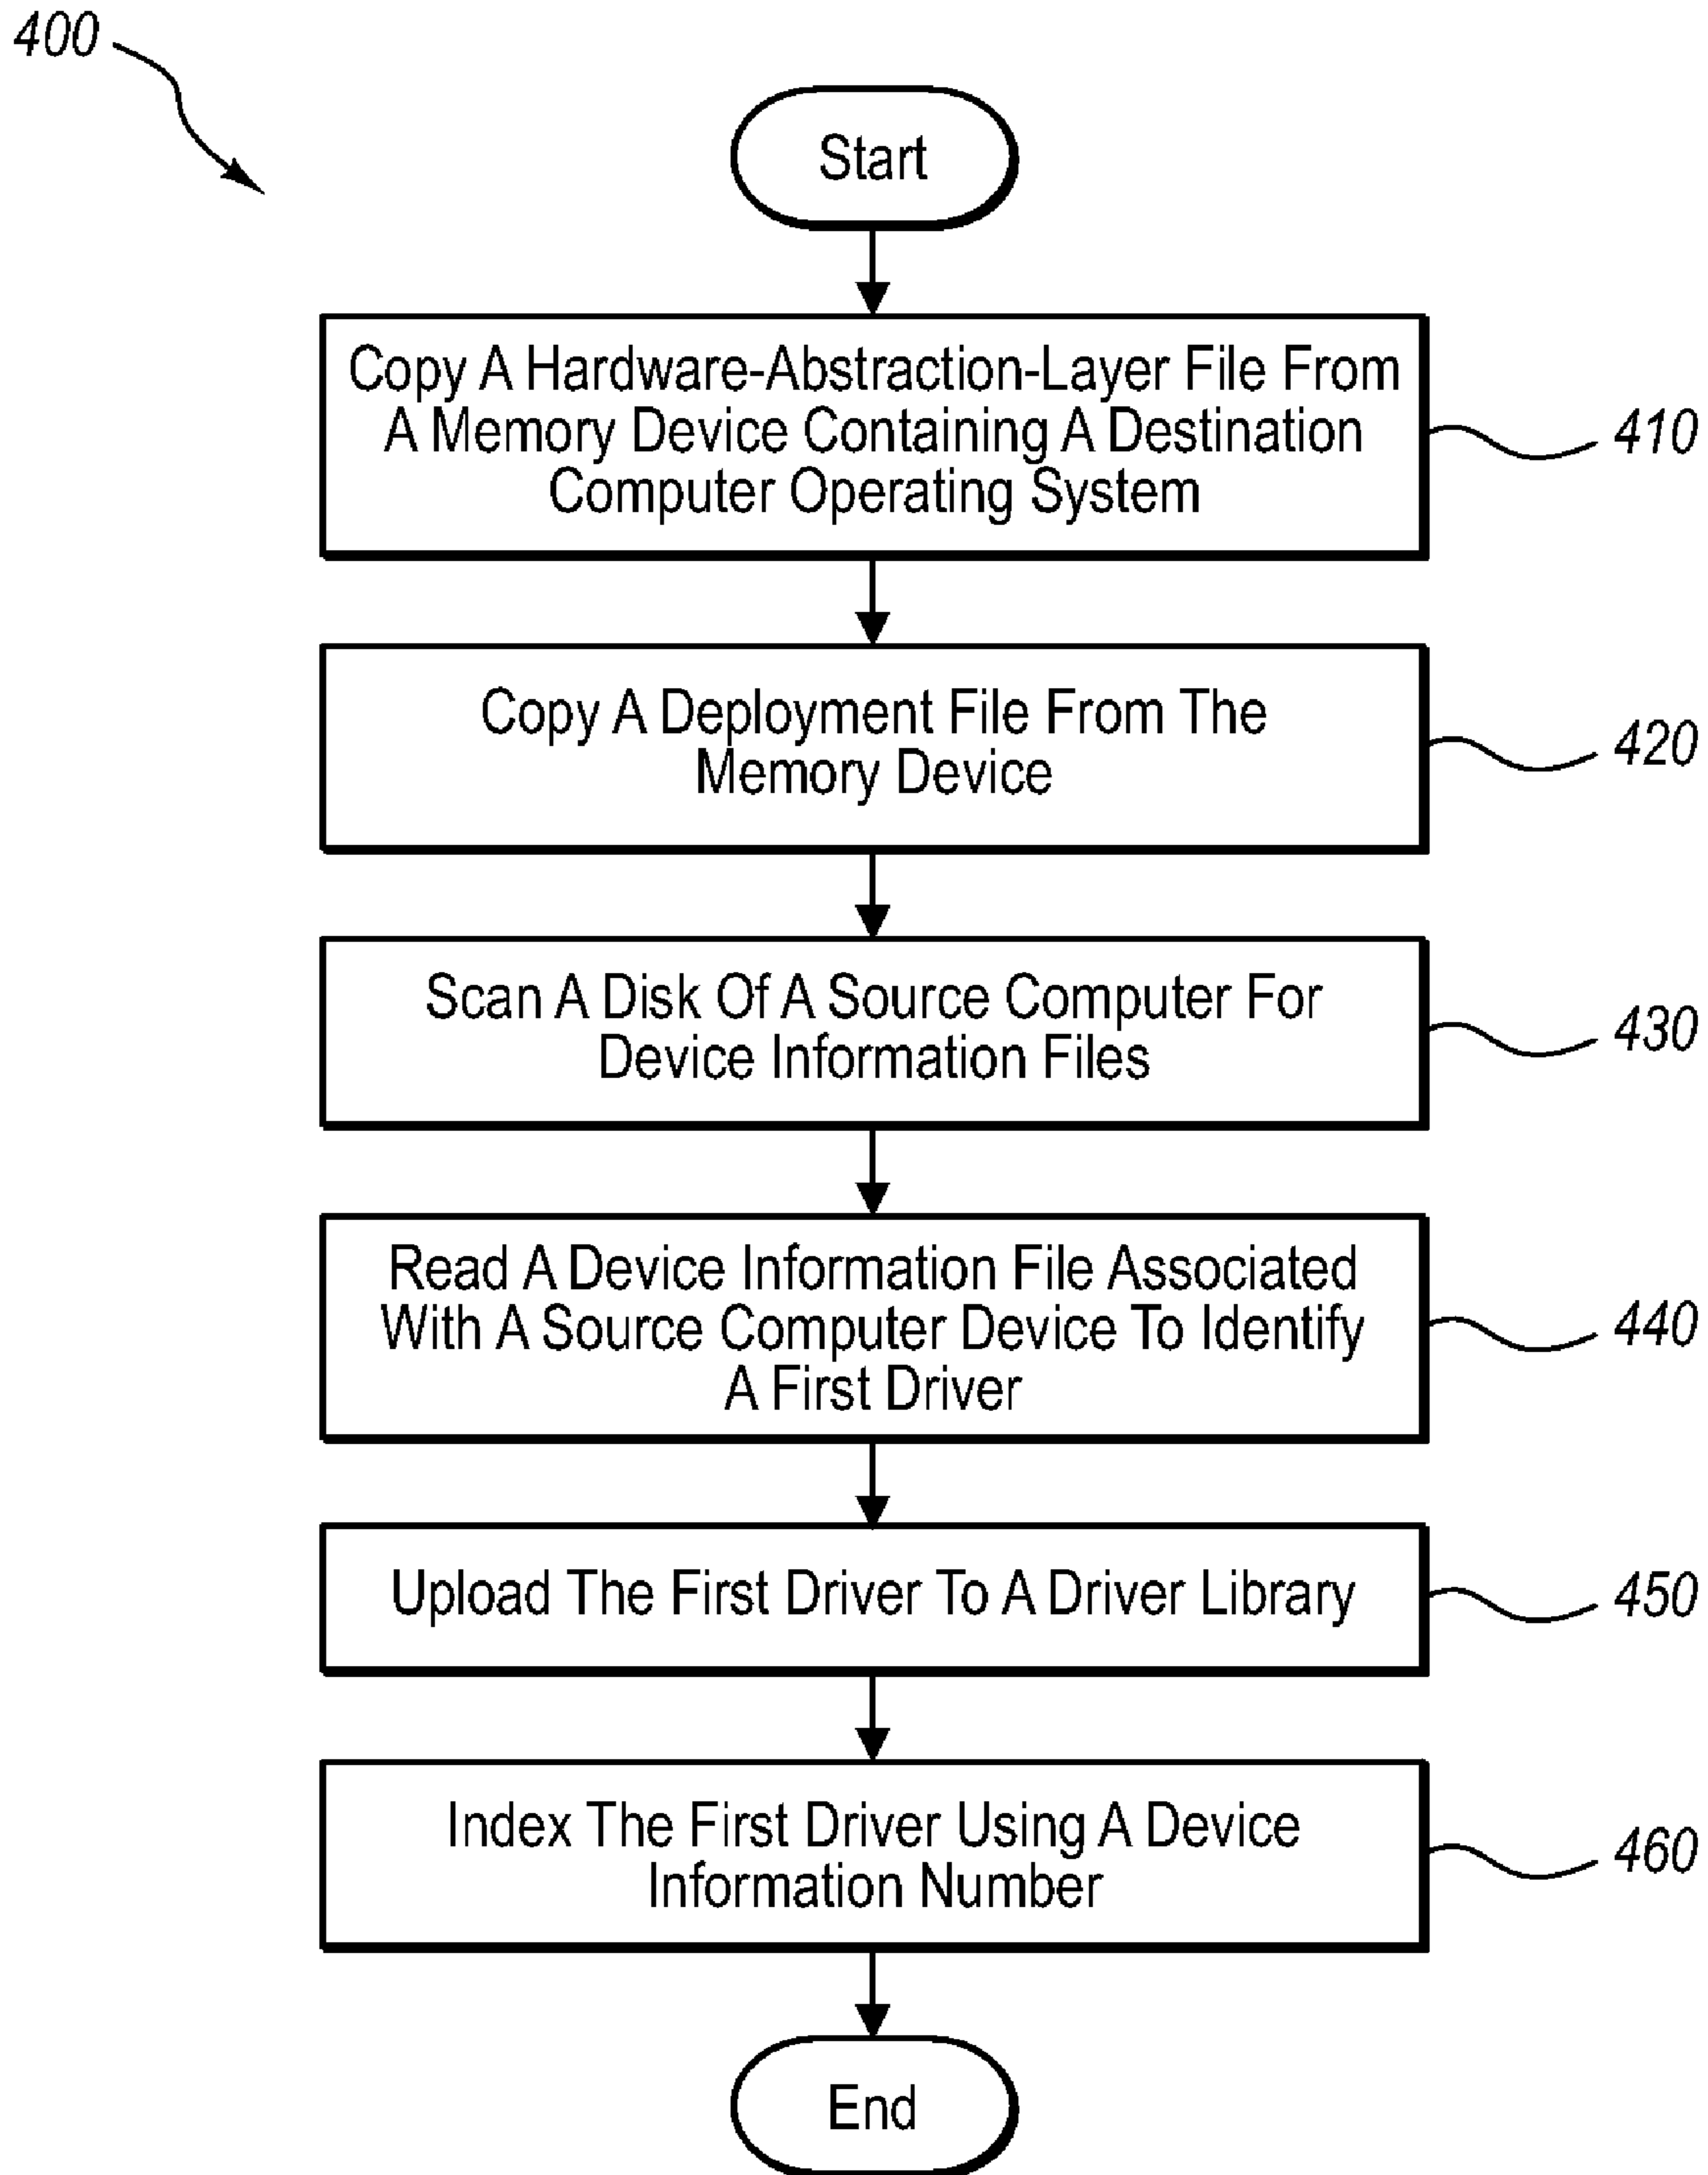 400
Start
Copy A Hardware-Abstraction-Layer File From
A Memory Device Containing A Destination
Computer Operating System
410
Copy A Deployment File From The
Memory Device
420
Scan A Disk Of A Source Computer For
Device Information Files
430
Read A Device Information File Associated
With A Source Computer Device To Identify
A First Driver
440
Upload The First Driver To A Driver Library
450
Index The First Driver Using A Device
Information Number
460
End